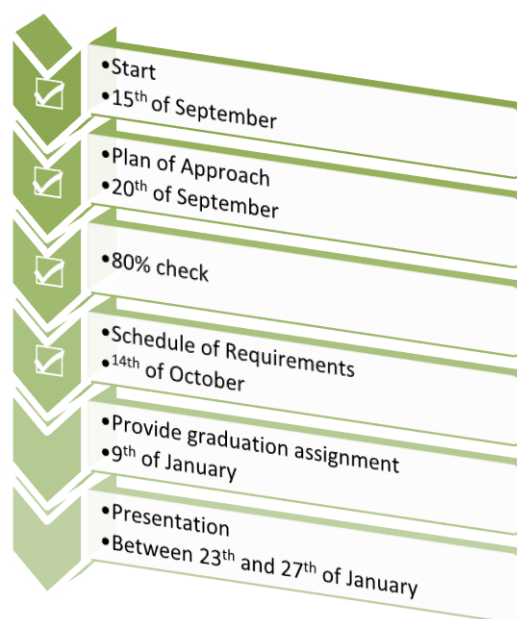 •Start
•15th of September
•Plan of Approach
•20th of September
•80% check
•Schedule of Requirements
•14th of October
•Provide graduation assignment
•9th of January
•Presentation
•Between 23th and 27th of January